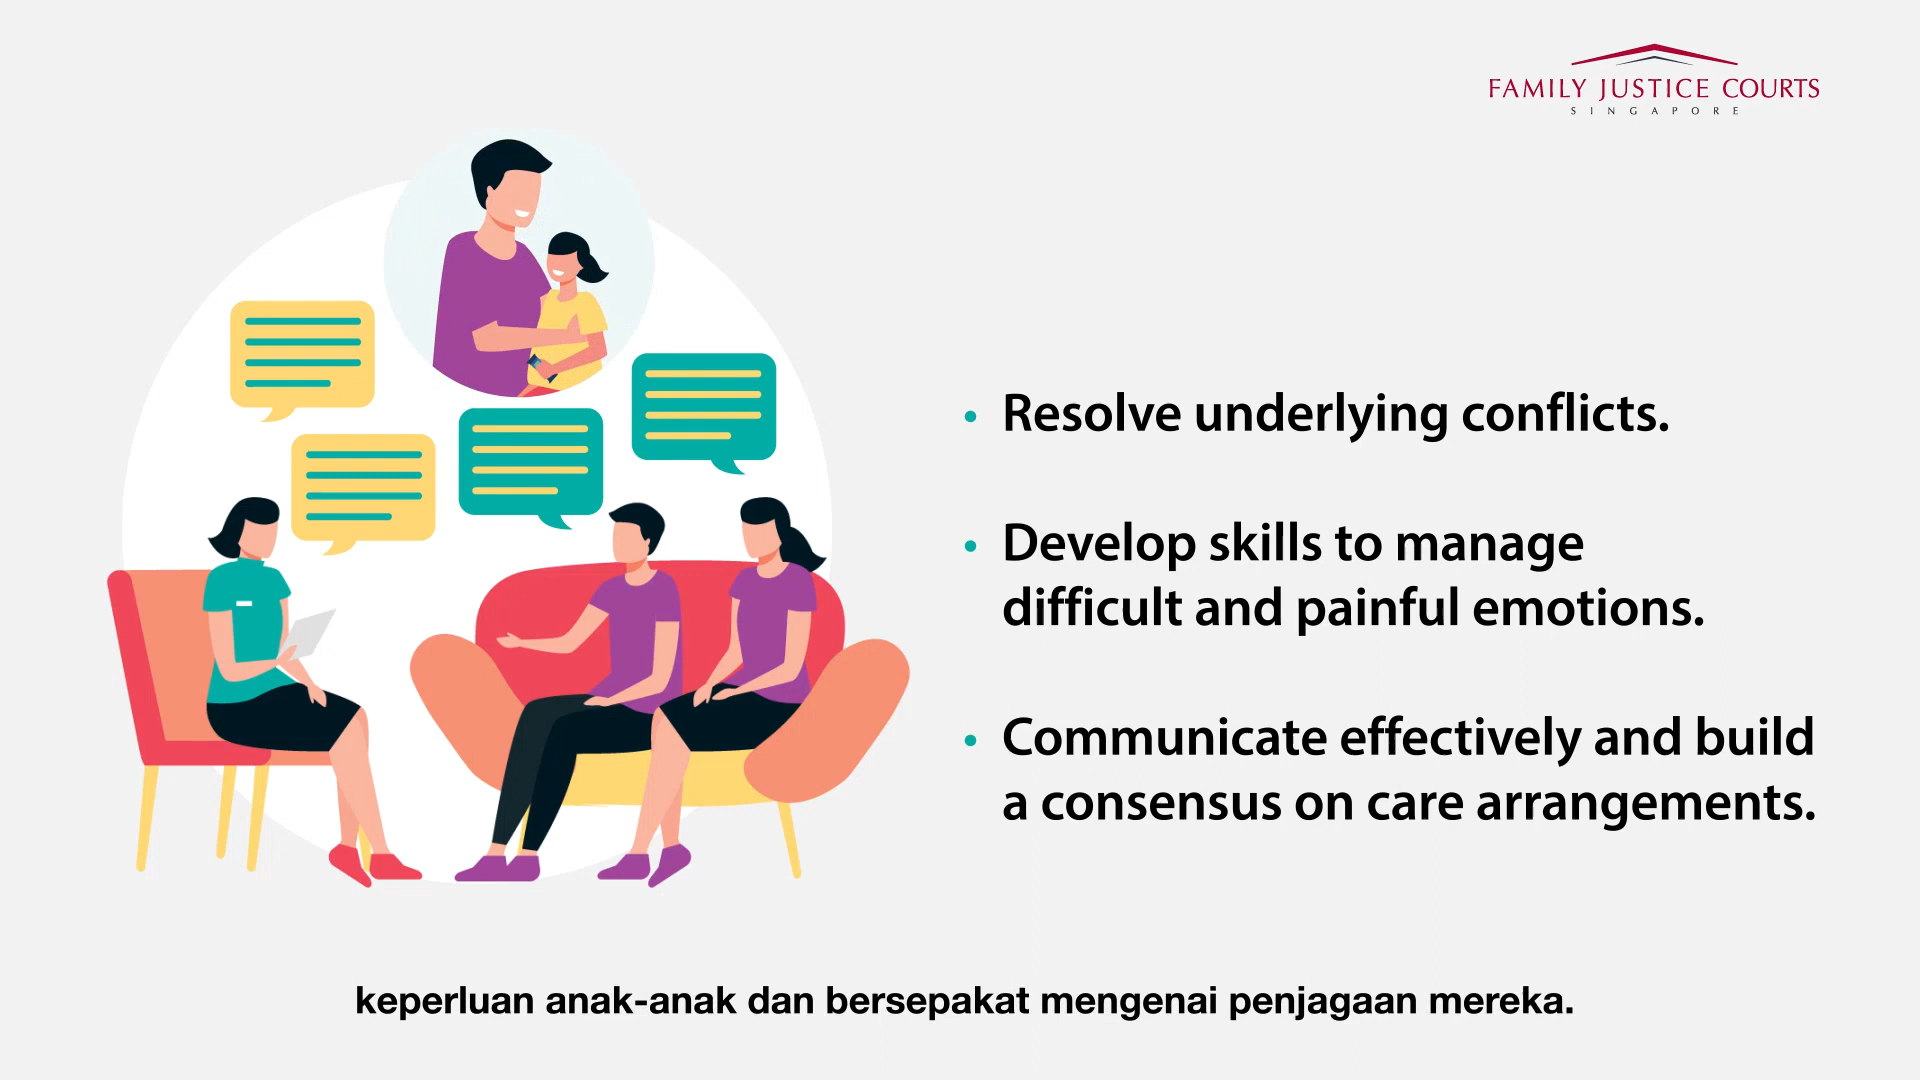 FAMILY JUSTICE COURTS
SINGAPORE
• Resolve underlying conflicts.
• Develop skills to manage
difficult and painful emotions.
• Communicate effectively and build
a consensus on care arrangements.
keperluan anak-anak dan bersepakat mengenai penjagaan mereka.